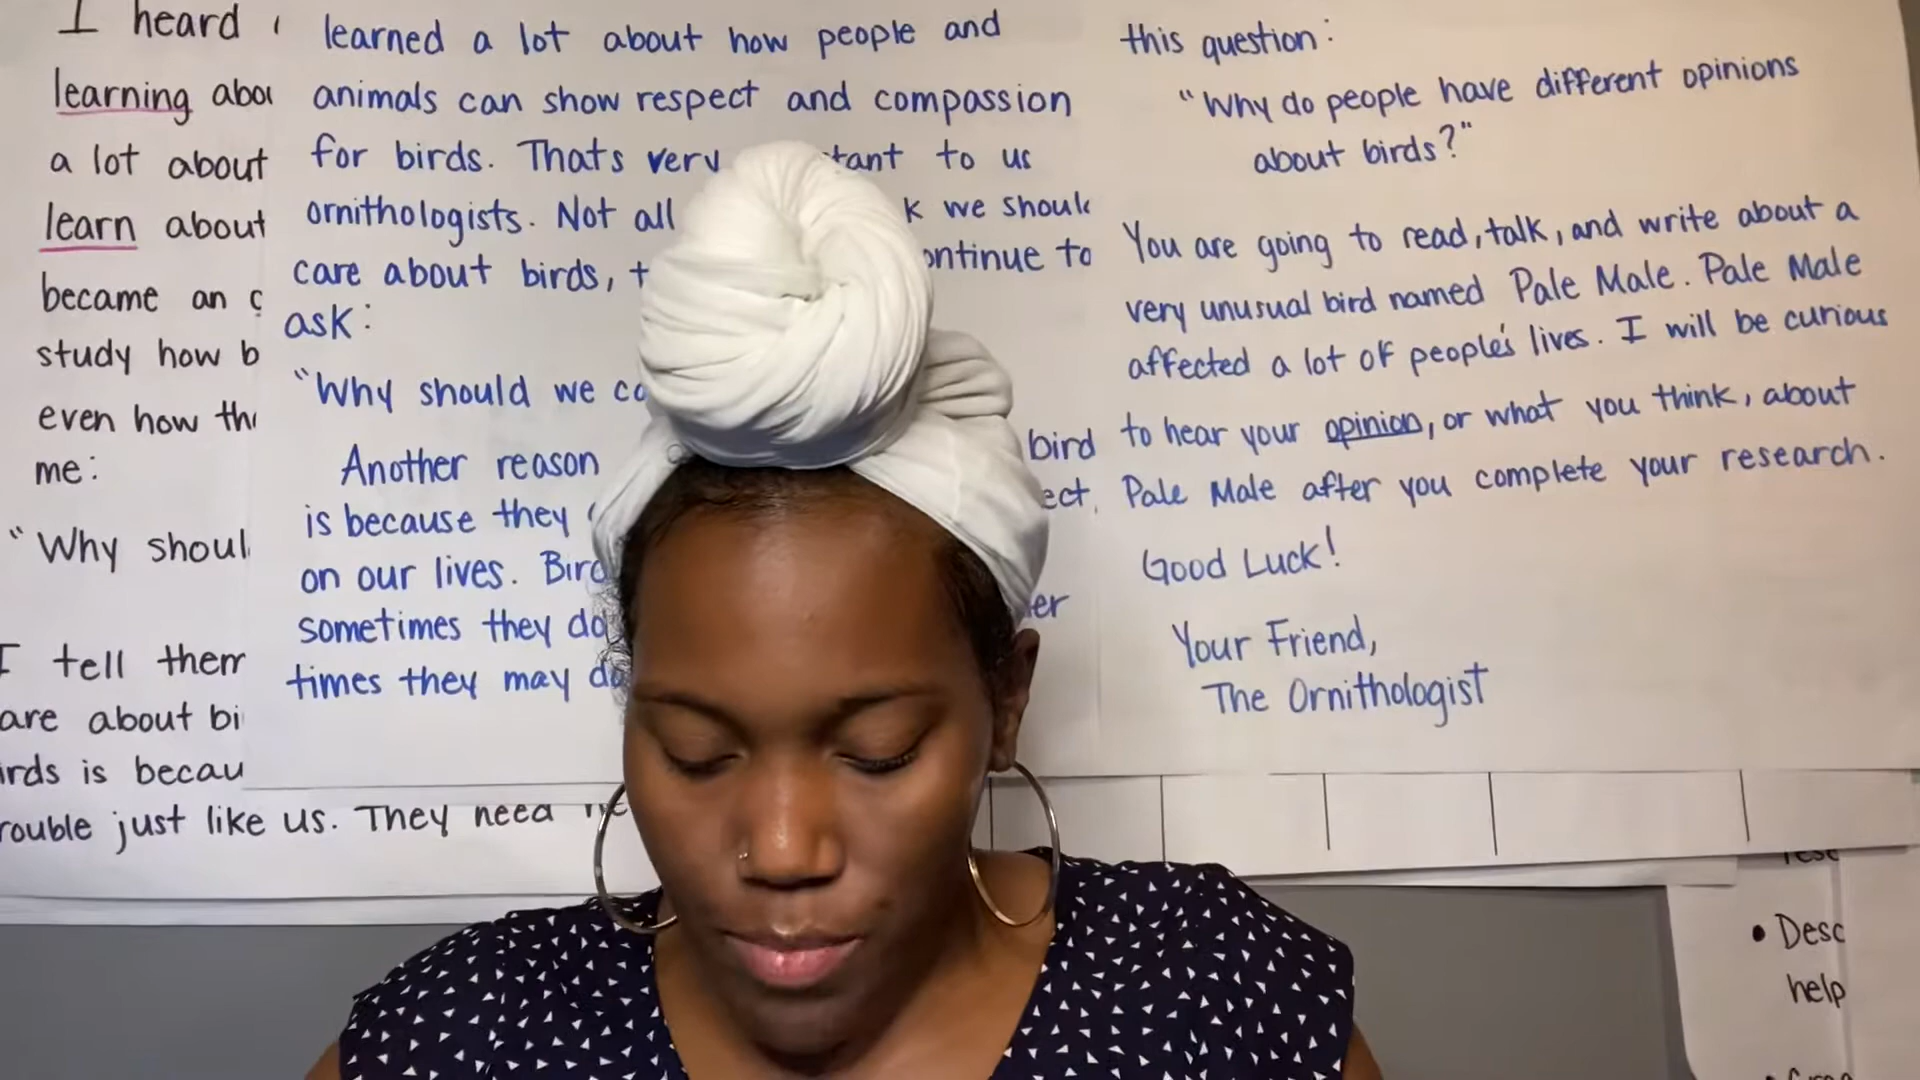 I heard
learning
a lot about
learn about
became an
study how b
even how
me:
"Why shoul
I tell them
are about bi
irds is becau
rouble just like us. They need
learned a lot about how people and
animals can show respect and compassion
for birds. Thats very tant to us
ornithologists. Not all k we should
care about birds, ontinue to
ask:
"Why should we
bird
Another reason ect.
is because they
on our lives. Bird
sometimes they do er
times they may do
this question:
"Why do people have different opinions
about birds?"
You are going to read, talk, and write about a
very unusual bird named Pale Male. Pale Male
affected a lot of people's lives. I will be curious
to hear your opinion, or what you think, about
Pale Male after you complete your research.
Good Luck!
Your Friend,
The Ornithologist
• Desc
help